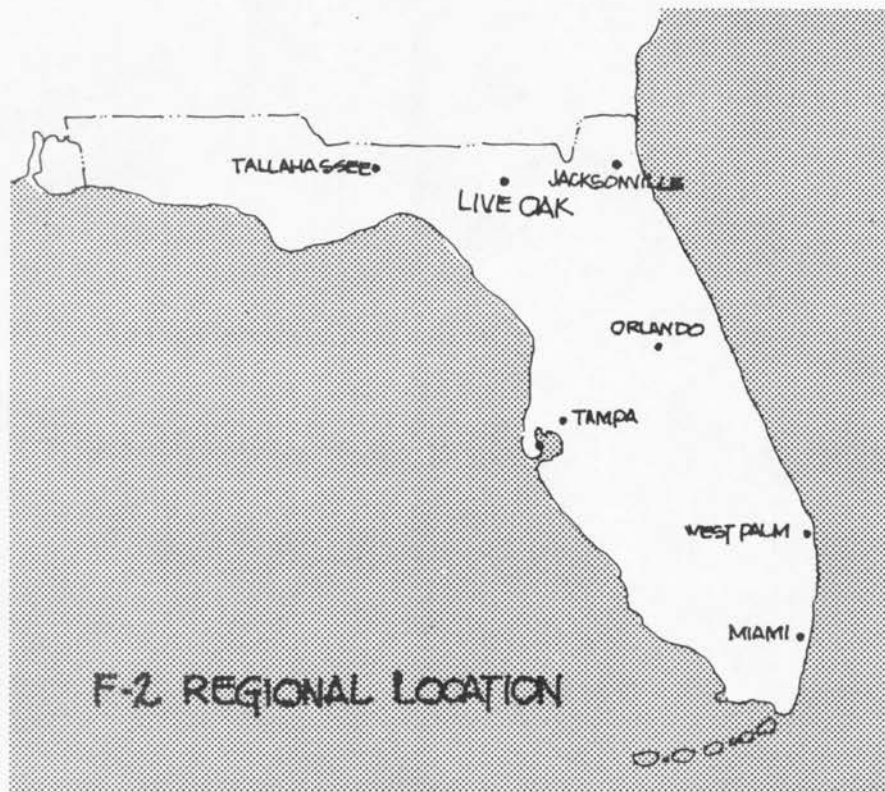 TALLAHASSEE
JACKSONVILLE
LIVE OAK
ORLANDO
TAMPA
WEST PALM
MIAMI
F-2 REGIONAL LOCATION